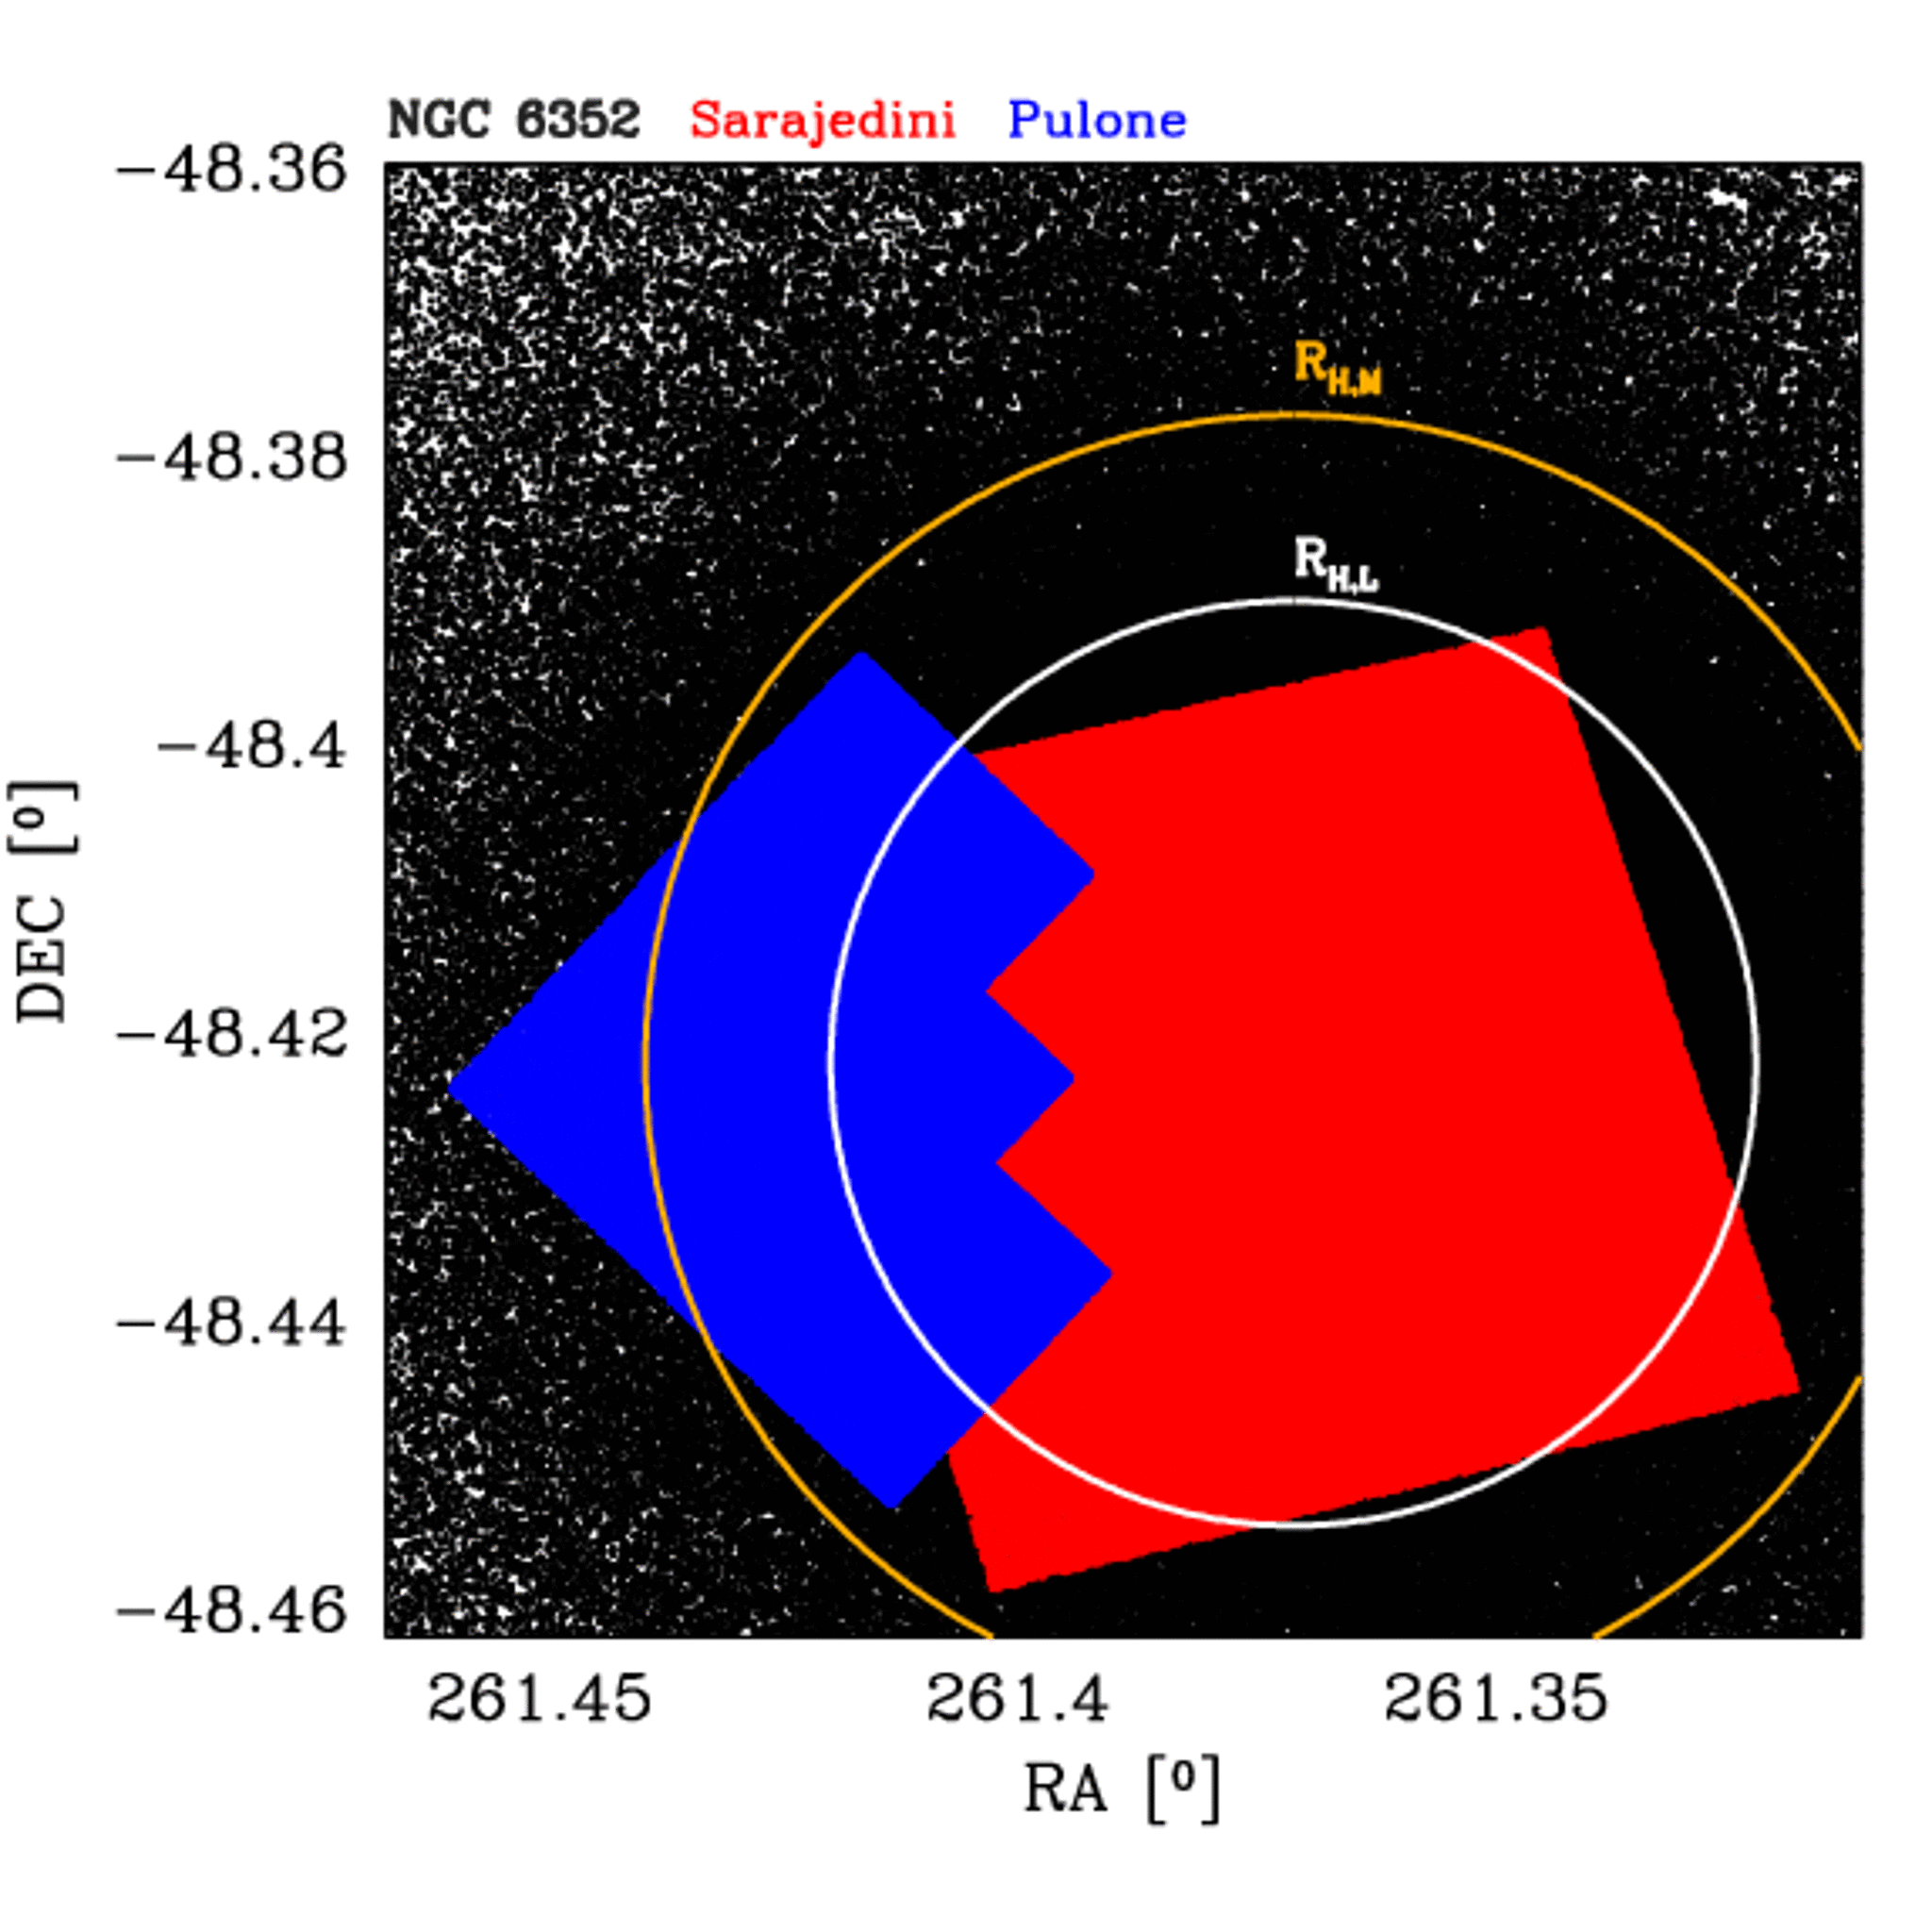 NGC 6352 Sarajedini Pulone
−48.36
R_H,N
−48.38
R_H,L
−48.4
DEC [º]
−48.42
−48.44
−48.46
261.45 261.4 261.35
RA [º]